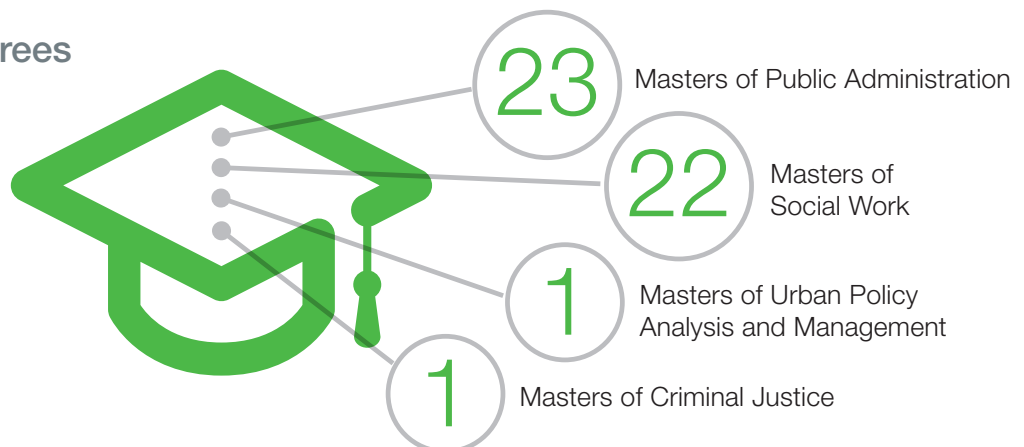 rees
23
Masters of Public Administration
22
Masters of
Social Work
1
Masters of Urban Policy
Analysis and Management
1
Masters of Criminal Justice